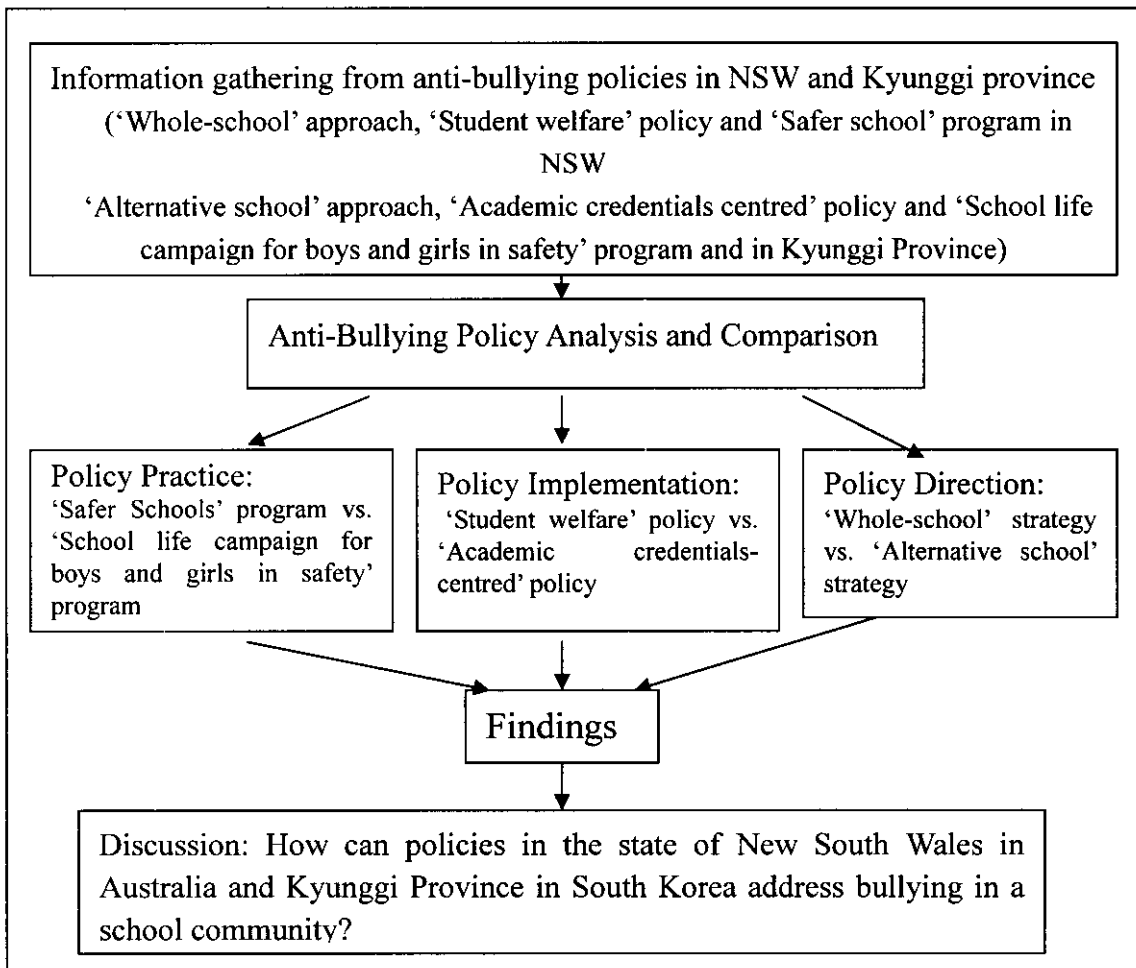 Information gathering from anti-bullying policies in NSW and Kyunggi province
(‘Whole-school’ approach, ‘Student welfare’ policy and ‘Safer school’ program in
NSW
‘Alternative school’ approach, ‘Academic credentials centred’ policy and ‘School life
campaign for boys and girls in safety’ program and in Kyunggi Province)
Anti-Bullying Policy Analysis and Comparison
Policy Practice:
‘Safer Schools’ program vs.
‘School life campaign for
boys and girls in safety’
program
Policy Implementation:
‘Student welfare’ policy vs.
‘Academic credentials-
centred’ policy
Policy Direction:
‘Whole-school’ strategy
vs. ‘Alternative school’
strategy
Findings
Discussion: How can policies in the state of New South Wales in
Australia and Kyunggi Province in South Korea address bullying in a
school community?